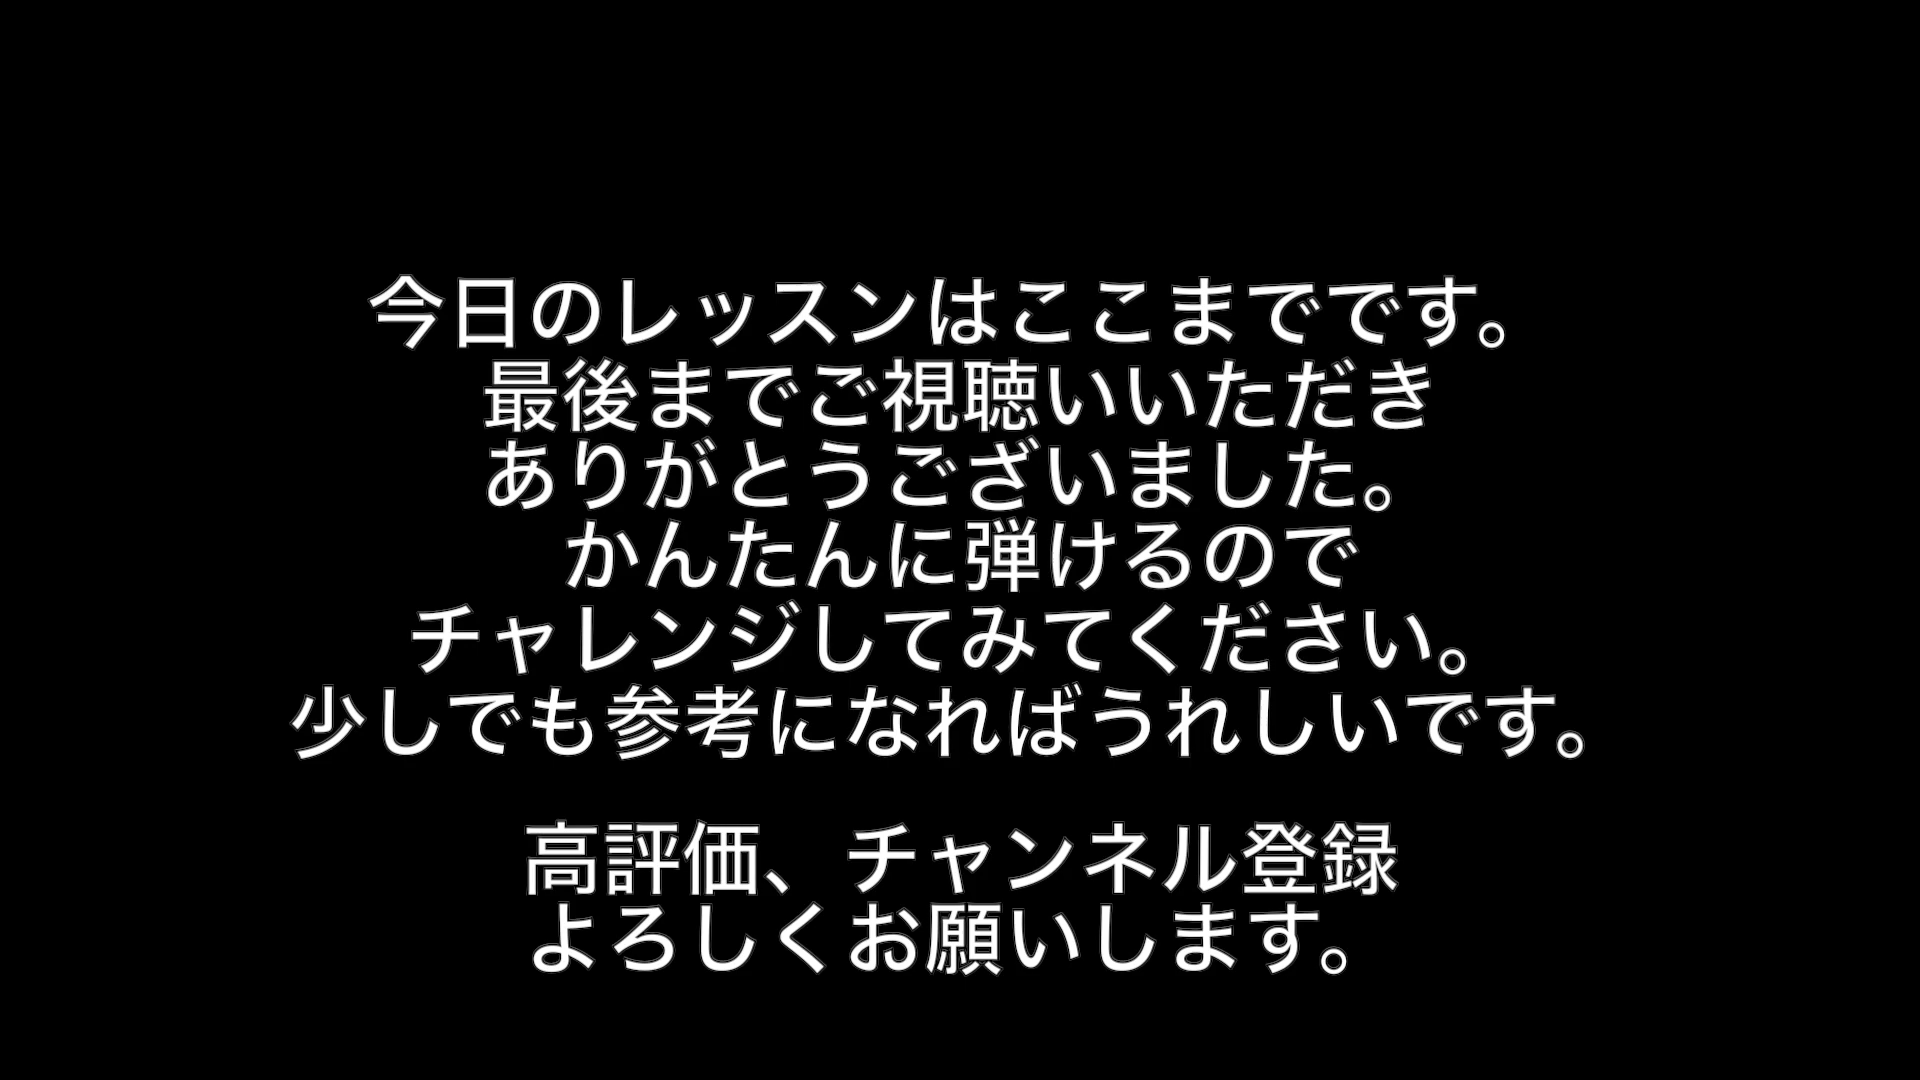 今日のレッスンはここまでです。
最後までご視聴いいただき
ありがとうございました。
かんたんに弾けるので
チャレンジしてみてください。
少しでも参考になればうれしいです。
高評価、チャンネル登録
よろしくお願いします。